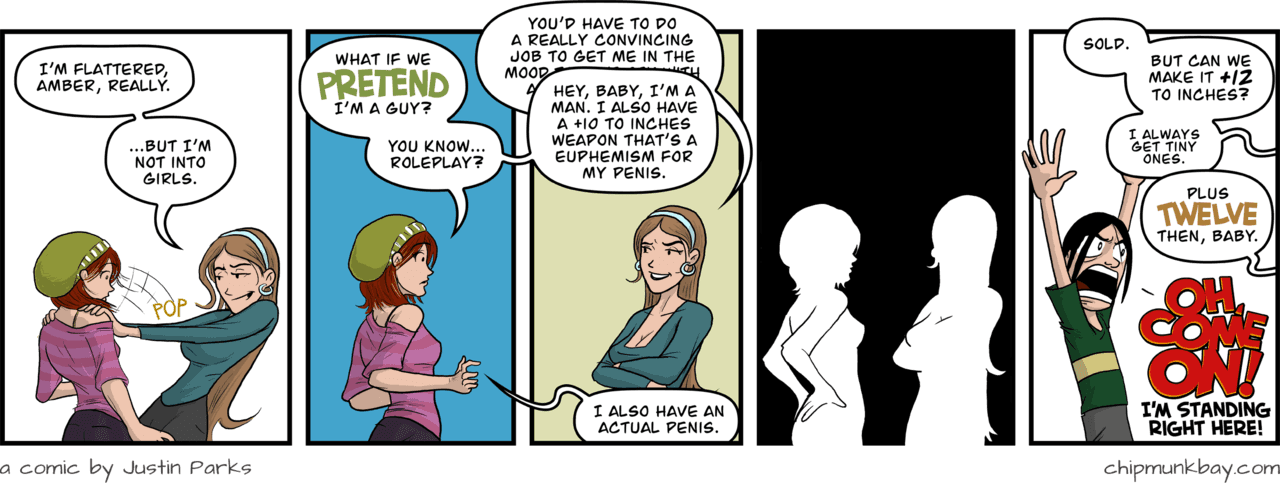 I'M FLATTERED,
AMBER, REALLY.
...BUT I'M
NOT INTO
GIRLS.
POP
WHAT IF WE
PRETEND
I'M A GUY?
YOU KNOW...
ROLEPLAY?
YOU'D HAVE TO DO
A REALLY CONVINCING
JOB TO GET ME IN THE
MOOD
HEY, BABY, I'M A
MAN. I ALSO HAVE
A +10 TO INCHES
WEAPON THAT'S A
EUPHEMISM FOR
MY PENIS.
I ALSO HAVE AN
ACTUAL PENIS.
SOLD.
BUT CAN WE
MAKE IT +12
TO INCHES?
I ALWAYS
GET TINY
ONES.
PLUS
TWELVE
THEN, BABY.
OH,
COME
ON!
I'M STANDING
RIGHT HERE!
a comic by Justin Parks
chipmunkbay.com